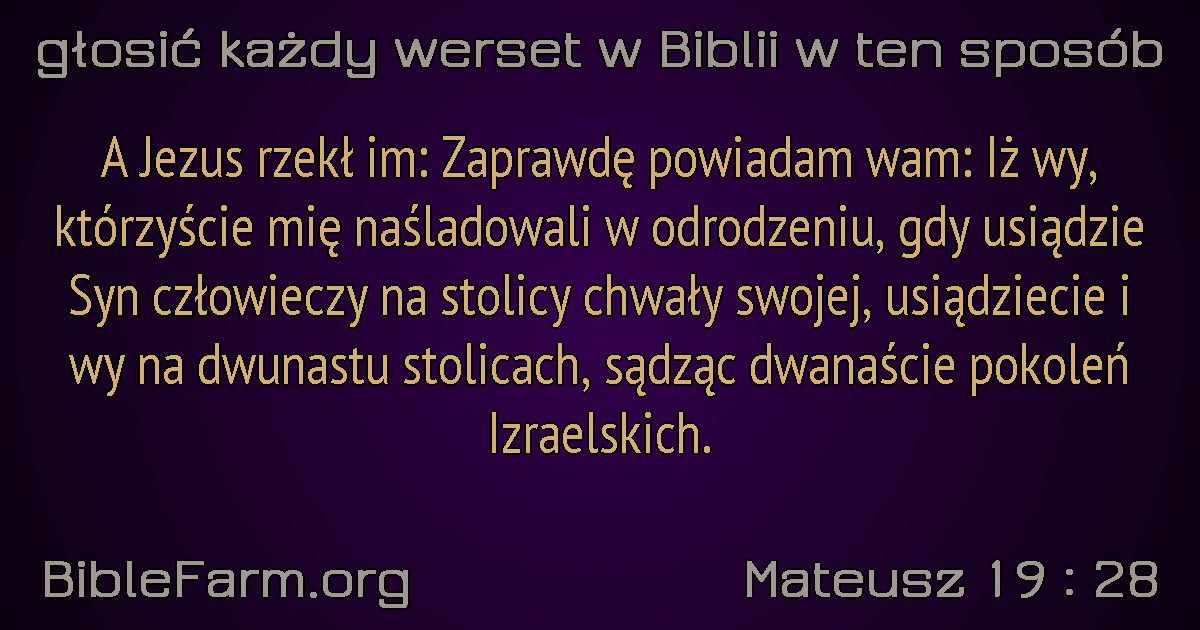 głosić każdy werset w Biblii w ten sposób
A Jezus rzekł im: Zaprawdę powiadam wam: Iż wy,
którzyście mię naśladowali w odrodzeniu, gdy usiądzie
Syn człowieczy na stolicy chwały swojej, usiądziecie i
wy na dwunastu stolicach, sądząc dwanaście pokoleń
Izraelskich.
BibleFarm.org
Mateusz 19 : 28